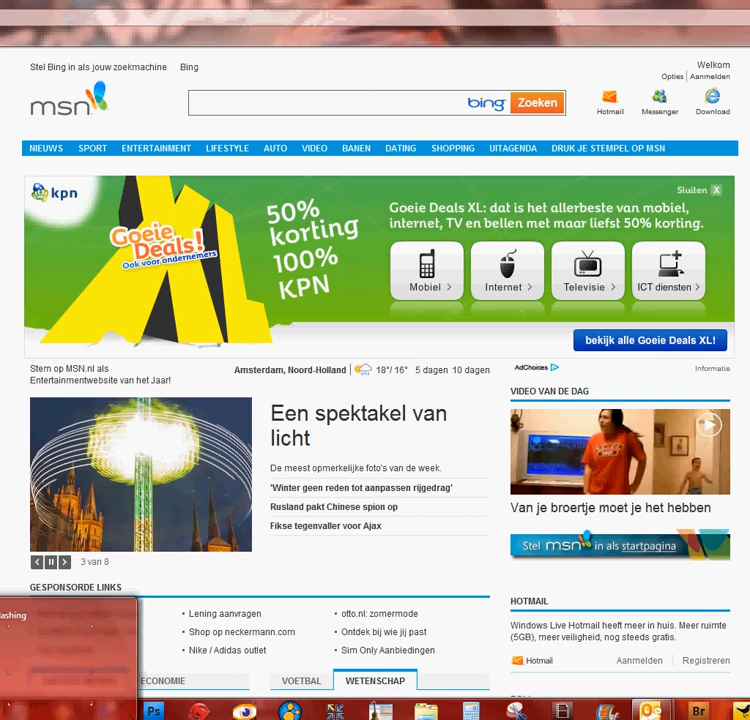 Stel Bing in als jouw zoekmachine Bing
Welkom
Opties Aanmelden
msn
bing Zoeken
Hotmail Messenger Download
NIEUWS SPORT ENTERTAINMENT LIFESTYLE AUTO VIDEO BANEN DATING SHOPPING UITAGENDA DRUK JE STEMPEL OP MSN
kpn
Sluiten X
XL
Goeie
Deals!
Ook voor ondernemers
50%
korting
100%
KPN
Goeie Deals XL: dat is het allerbeste van mobiel,
internet, TV en bellen met maar liefst 50% korting.
Mobiel Internet Televisie ICT diensten
bekijk alle Goeie Deals XL!
Stem op MSN.nl als
Entertainmentwebsite van het Jaar!
Amsterdam, Noord-Holland 18°/ 16° 5 dagen 10 dagen
AdChoices Informatie
Een spektakel van
licht
De meest opmerkelijke foto's van de week.
'Winter geen reden tot aanpassen rijgedrag'
Rusland pakt Chinese spion op
Fikse tegenvaller voor Ajax
3 van 8
VIDEO VAN DE DAG
Van je broertje moet je het hebben
Stel msn in als startpagina
GESPONSORDE LINKS
Lening aanvragen
Shop op neckermann.com
Nike / Adidas outlet
otto.nl: zomermode
Ontdek bij wie jij past
Sim Only Aanbiedingen
HOTMAIL
Windows Live Hotmail heeft meer in huis. Meer ruimte
(5GB), meer veiligheid, nog steeds gratis.
Hotmail Aanmelden Registreren
lashing
ECONOMIE VOETBAL WETENSCHAP
Ps Br